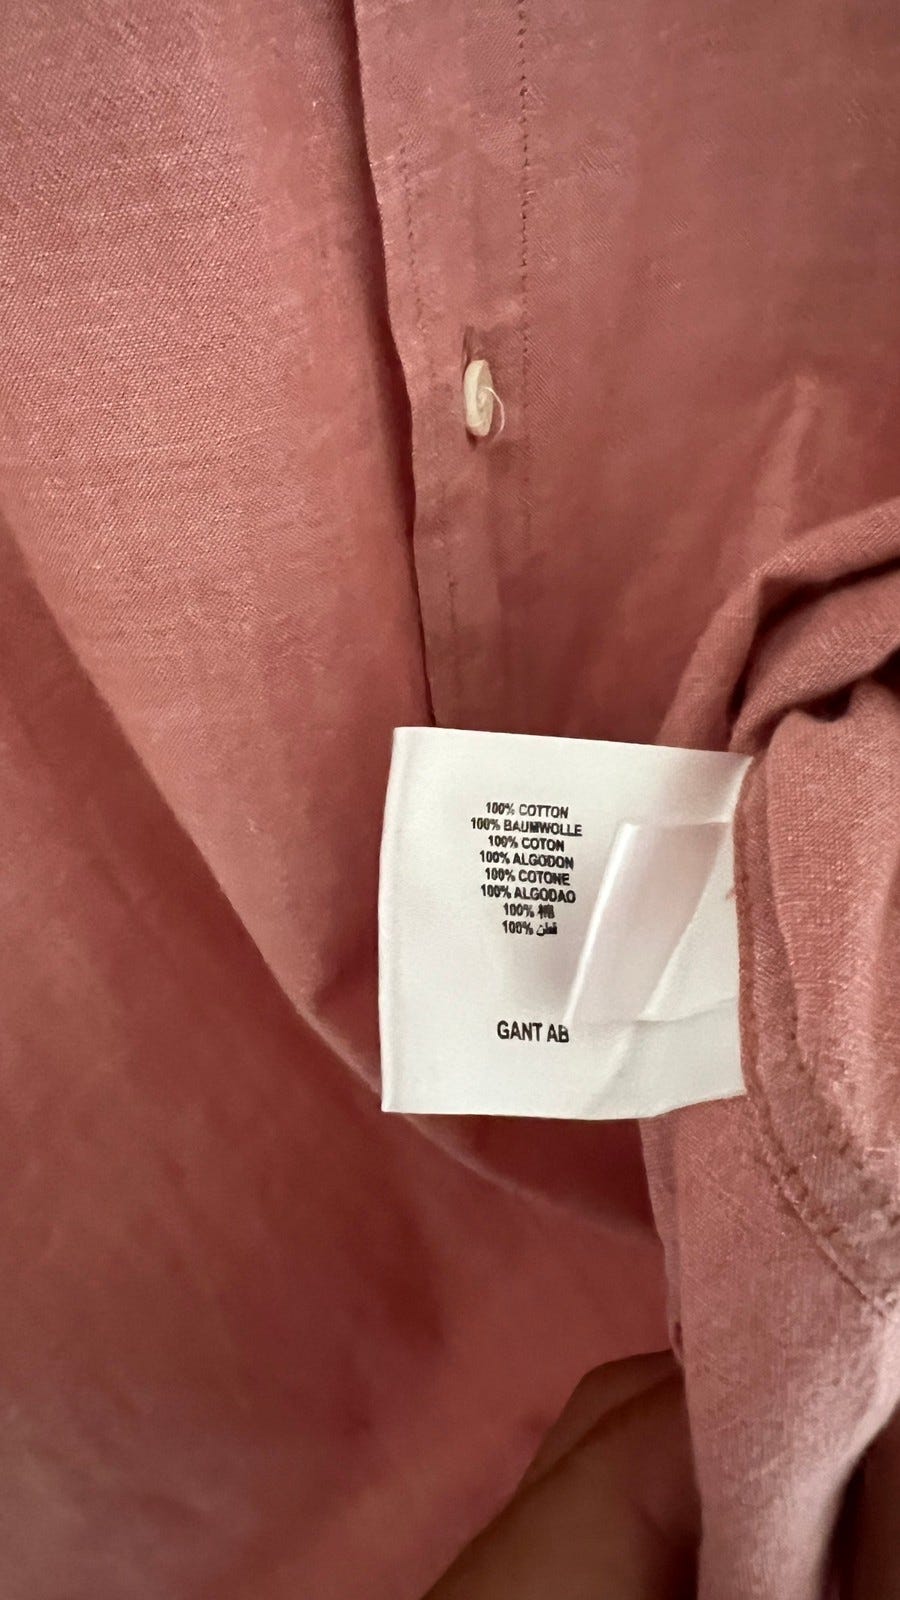 100% COTTON
100% BAUMWOLLE
100% COTON
100% ALGODON
100% COTONE
100% ALGODAO
100% 棉
100% قطن
GANT AB